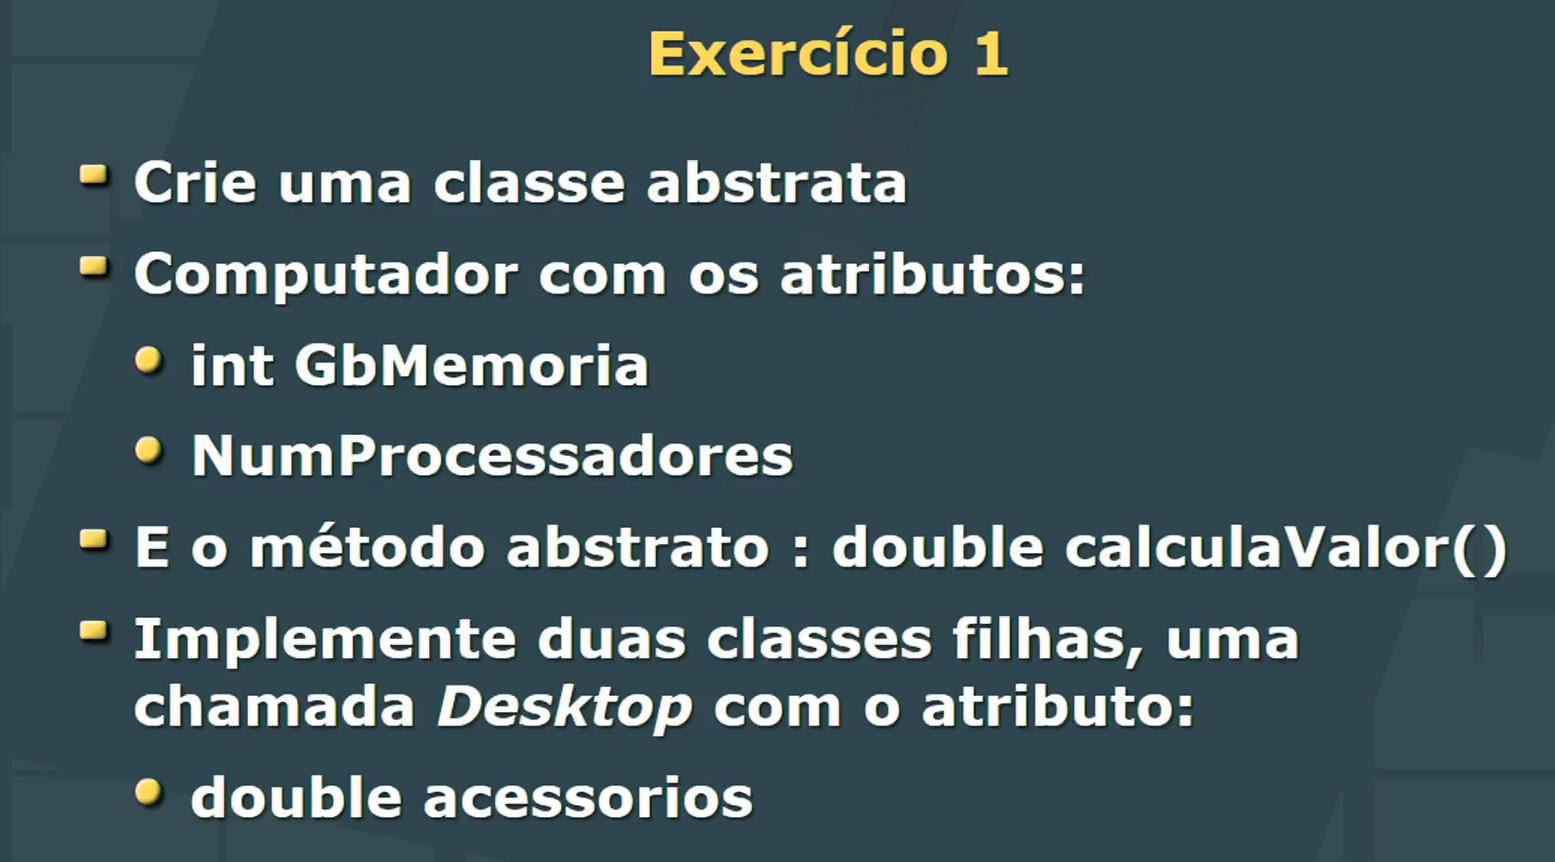 Exercício 1
Crie uma classe abstrata
Computador com os atributos:
int GbMemoria
NumProcessadores
E o método abstrato : double calculaValor()
Implemente duas classes filhas, uma
chamada Desktop com o atributo:
double acessorios